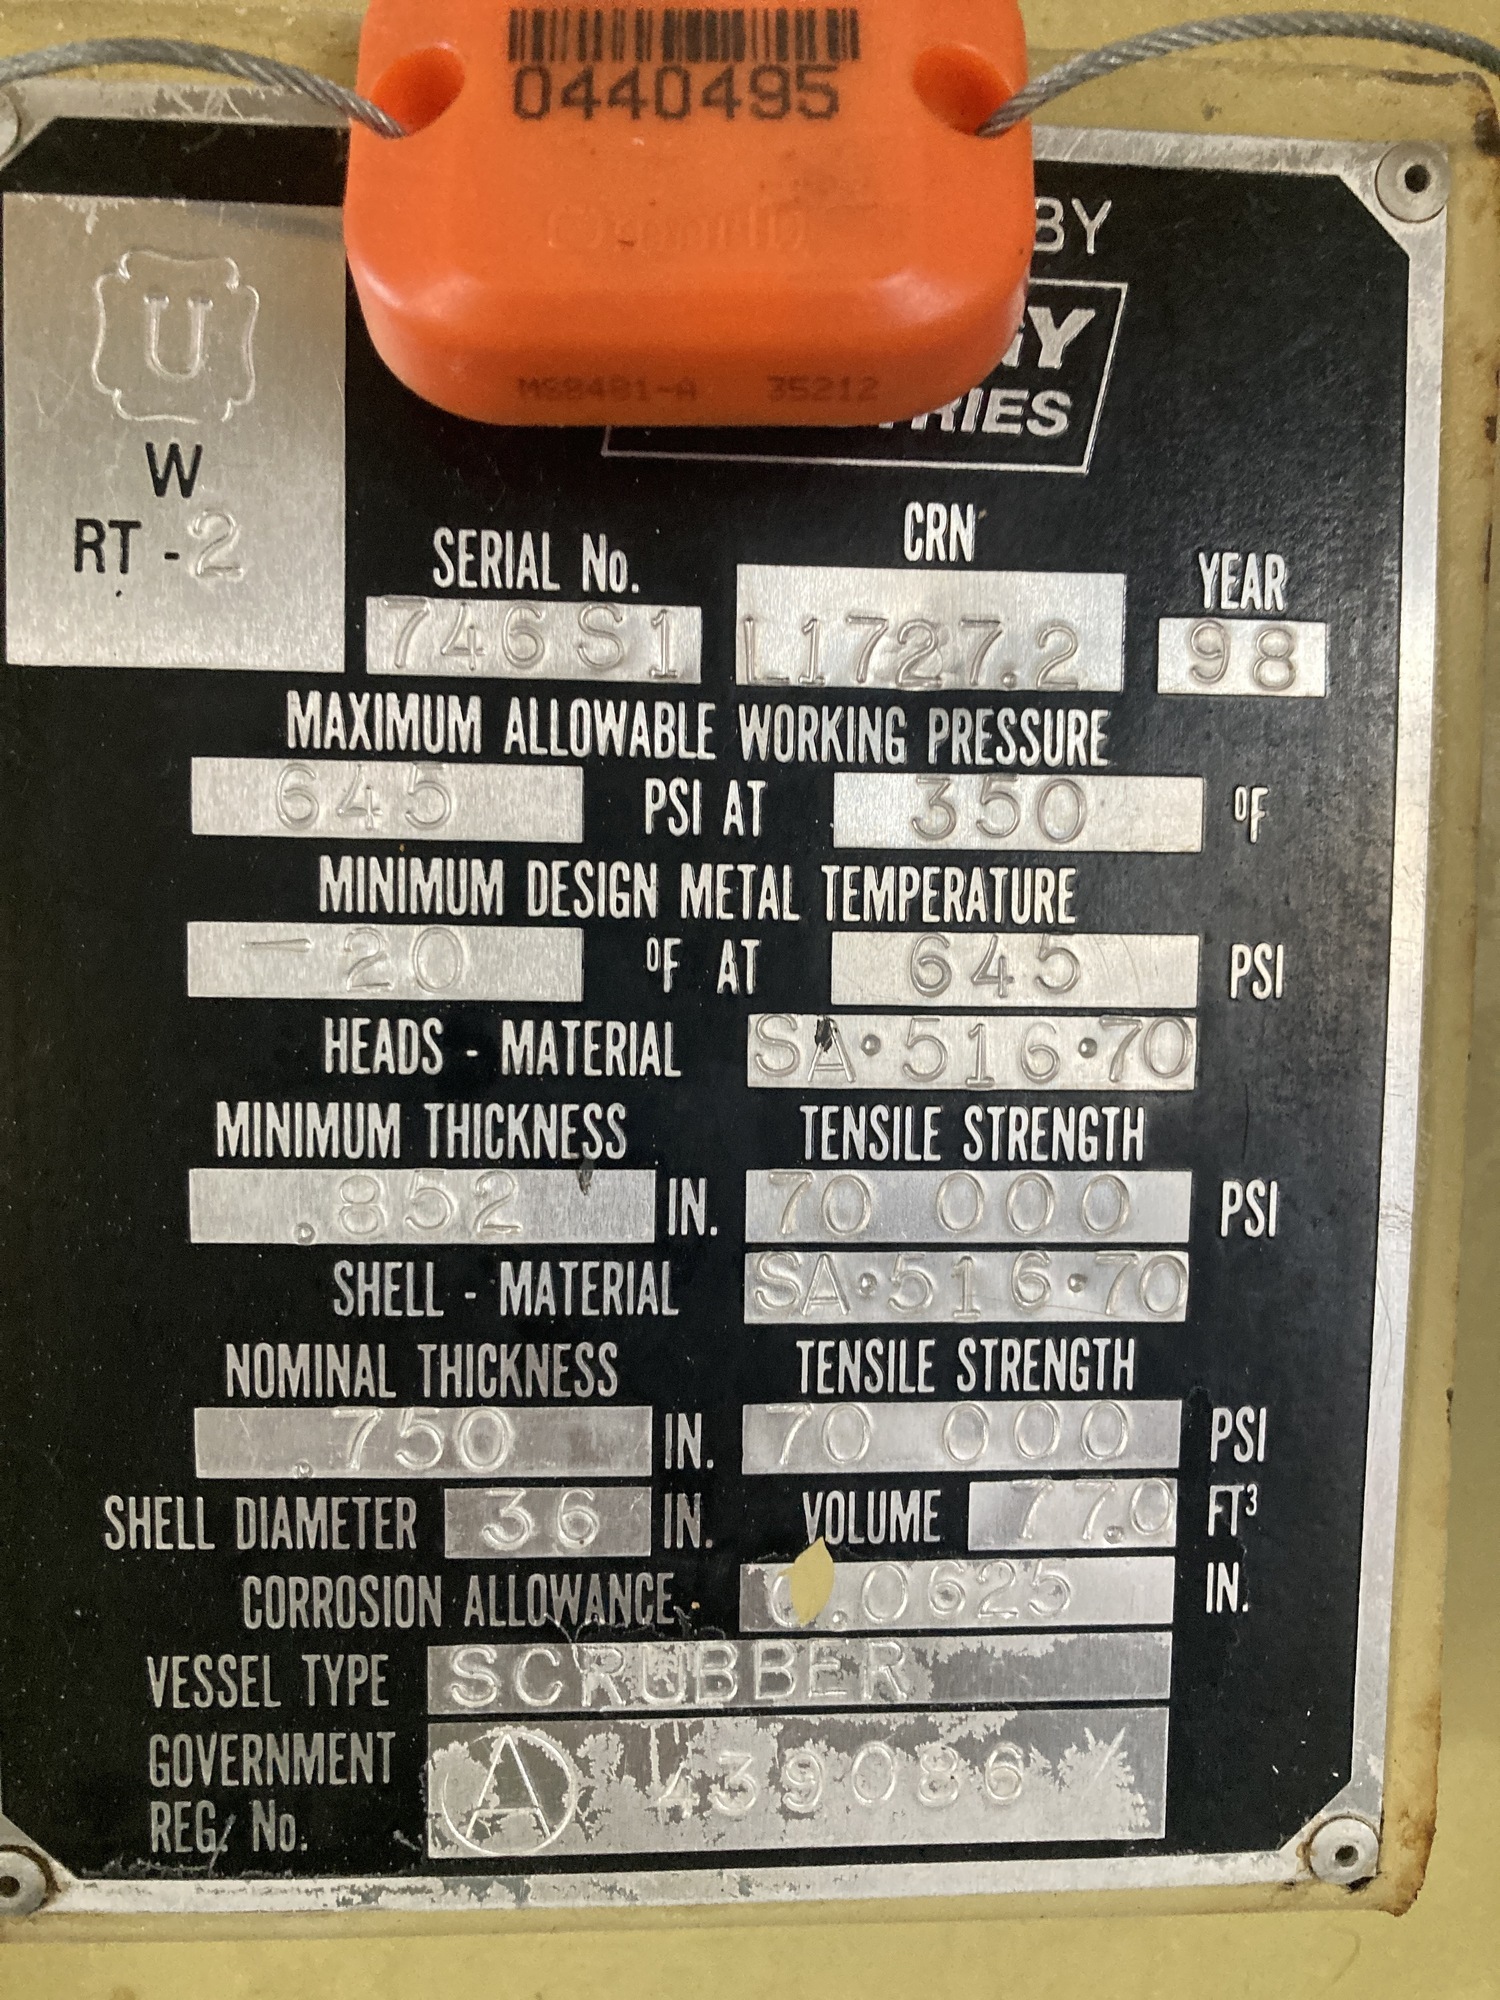 0440495
BY
GY
RIES
MS8401-A 35212
U
W
RT-2
SERIAL No. CRN YEAR
746S1 L1727.2 98
MAXIMUM ALLOWABLE WORKING PRESSURE
645 PSI AT 350 ºF
MINIMUM DESIGN METAL TEMPERATURE
-20 ºF AT 645 PSI
HEADS - MATERIAL SA·516·70
MINIMUM THICKNESS TENSILE STRENGTH
.852 IN. 70 000 PSI
SHELL - MATERIAL SA·516·70
NOMINAL THICKNESS TENSILE STRENGTH
.750 IN. 70 000 PSI
SHELL DIAMETER 36 IN. VOLUME 77.0 FT³
CORROSION ALLOWANCE 0.0625 IN.
VESSEL TYPE SCRUBBER
GOVERNMENT
REG. No. A 439086